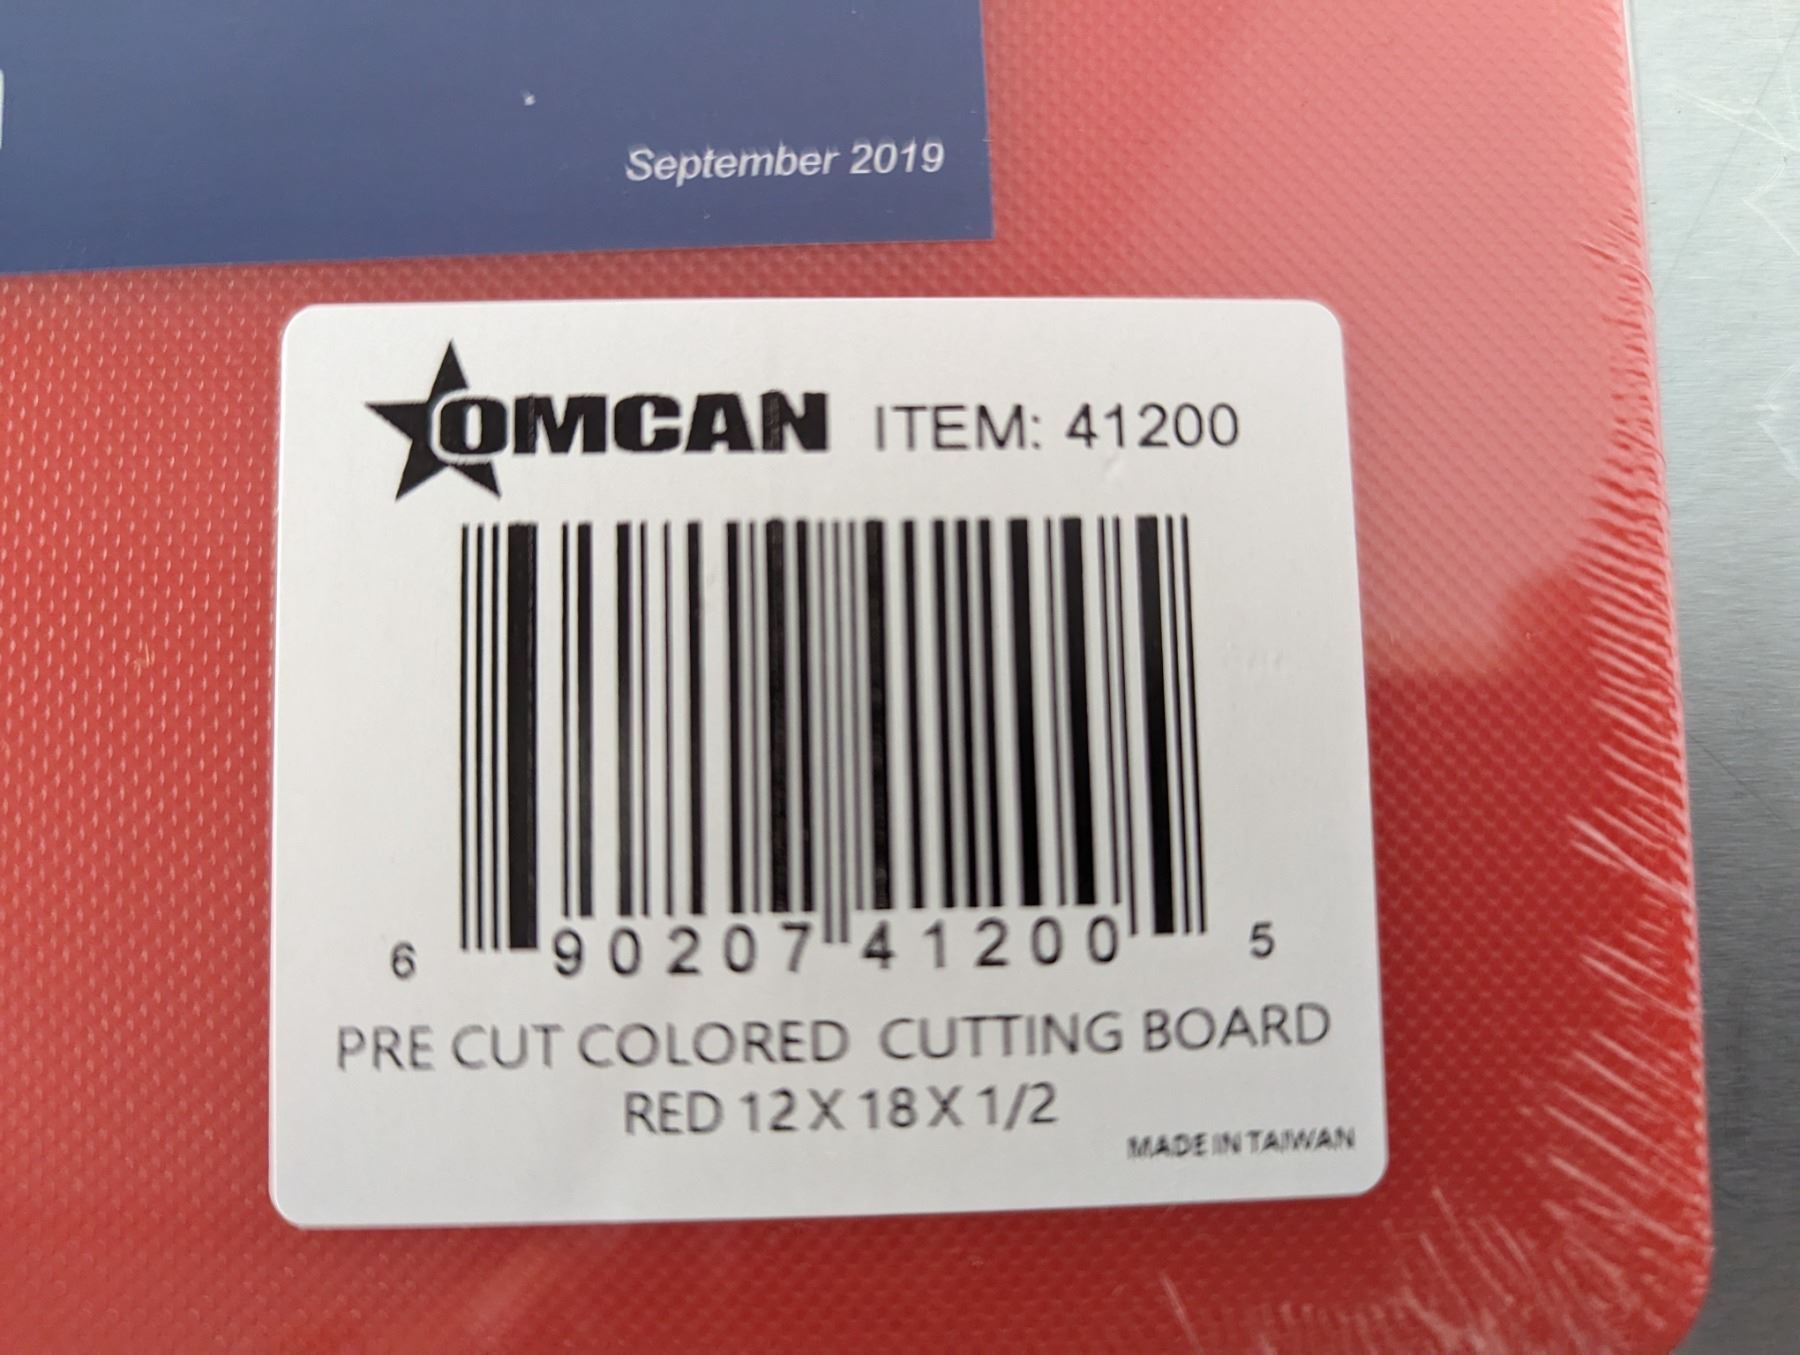 September 2019
OMCAN ITEM: 41200
6 90207 41200 5
PRE CUT COLORED CUTTING BOARD
RED 12 X 18 X 1/2
MADE IN TAIWAN